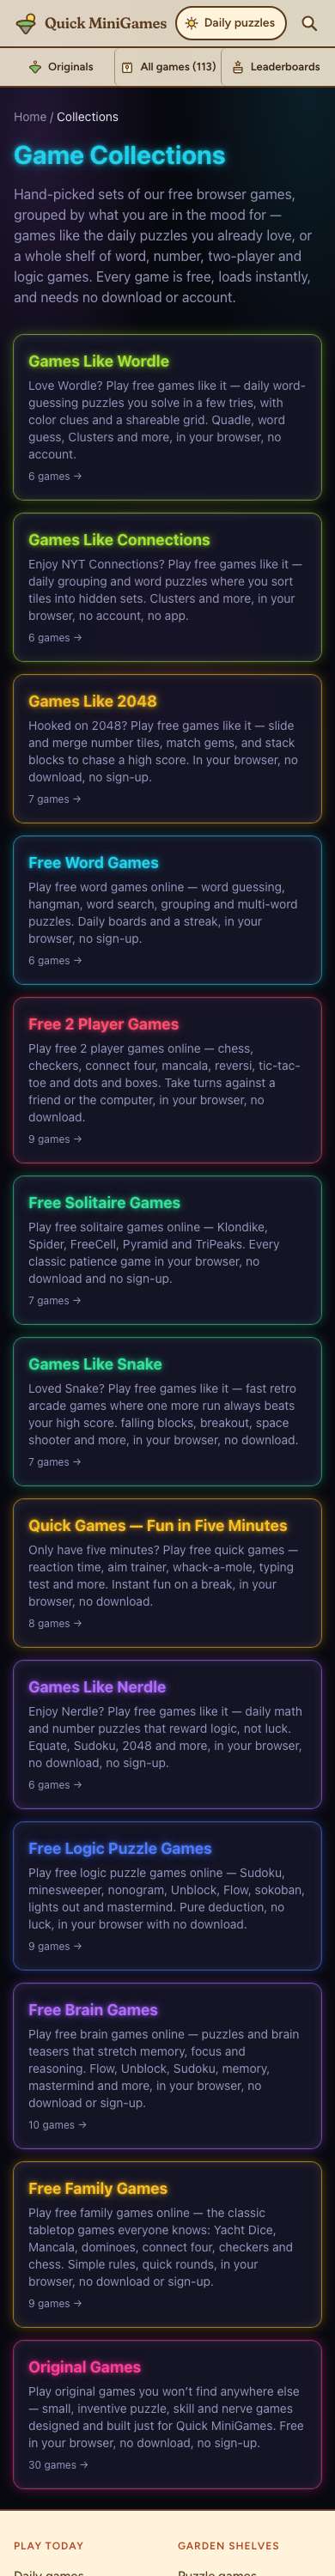 Quick MiniGames
Daily puzzles
Originals
All games (113)
Leaderboards
Home / Collections
Game Collections
Hand-picked sets of our free browser games,
grouped by what you are in the mood for —
games like the daily puzzles you already love, or
a whole shelf of word, number, two-player and
logic games. Every game is free, loads instantly,
and needs no download or account.
Games Like Wordle
Love Wordle? Play free games like it — daily word-
guessing puzzles you solve in a few tries, with
color clues and a shareable grid. Quadle, word
guess, Clusters and more, in your browser, no
account.
6 games →
Games Like Connections
Enjoy NYT Connections? Play free games like it —
daily grouping and word puzzles where you sort
tiles into hidden sets. Clusters and more, in your
browser, no account, no app.
6 games →
Games Like 2048
Hooked on 2048? Play free games like it — slide
and merge number tiles, match gems, and stack
blocks to chase a high score. In your browser, no
download, no sign-up.
7 games →
Free Word Games
Play free word games online — word guessing,
hangman, word search, grouping and multi-word
puzzles. Daily boards and a streak, in your
browser, no sign-up.
6 games →
Free 2 Player Games
Play free 2 player games online — chess,
checkers, connect four, mancala, reversi, tic-tac-
toe and dots and boxes. Take turns against a
friend or the computer, in your browser, no
download.
9 games →
Free Solitaire Games
Play free solitaire games online — Klondike,
Spider, FreeCell, Pyramid and TriPeaks. Every
classic patience game in your browser, no
download and no sign-up.
7 games →
Games Like Snake
Loved Snake? Play free games like it — fast retro
arcade games where one more run always beats
your high score. falling blocks, breakout, space
shooter and more, in your browser, no download.
7 games →
Quick Games — Fun in Five Minutes
Only have five minutes? Play free quick games —
reaction time, aim trainer, whack-a-mole, typing
test and more. Instant fun on a break, in your
browser, no download.
8 games →
Games Like Nerdle
Enjoy Nerdle? Play free games like it — daily math
and number puzzles that reward logic, not luck.
Equate, Sudoku, 2048 and more, in your browser,
no download, no sign-up.
6 games →
Free Logic Puzzle Games
Play free logic puzzle games online — Sudoku,
minesweeper, nonogram, Unblock, Flow, sokoban,
lights out and mastermind. Pure deduction, no
luck, in your browser with no download.
9 games →
Free Brain Games
Play free brain games online — puzzles and brain
teasers that stretch memory, focus and
reasoning. Flow, Unblock, Sudoku, memory,
mastermind and more, in your browser, no
download or sign-up.
10 games →
Free Family Games
Play free family games online — the classic
tabletop games everyone knows: Yacht Dice,
Mancala, dominoes, connect four, checkers and
chess. Simple rules, quick rounds, in your
browser, no download or sign-up.
9 games →
Original Games
Play original games you won't find anywhere else
— small, inventive puzzle, skill and nerve games
designed and built just for Quick MiniGames. Free
in your browser, no download, no sign-up.
30 games →
PLAY TODAY
GARDEN SHELVES
Daily games
Puzzle games